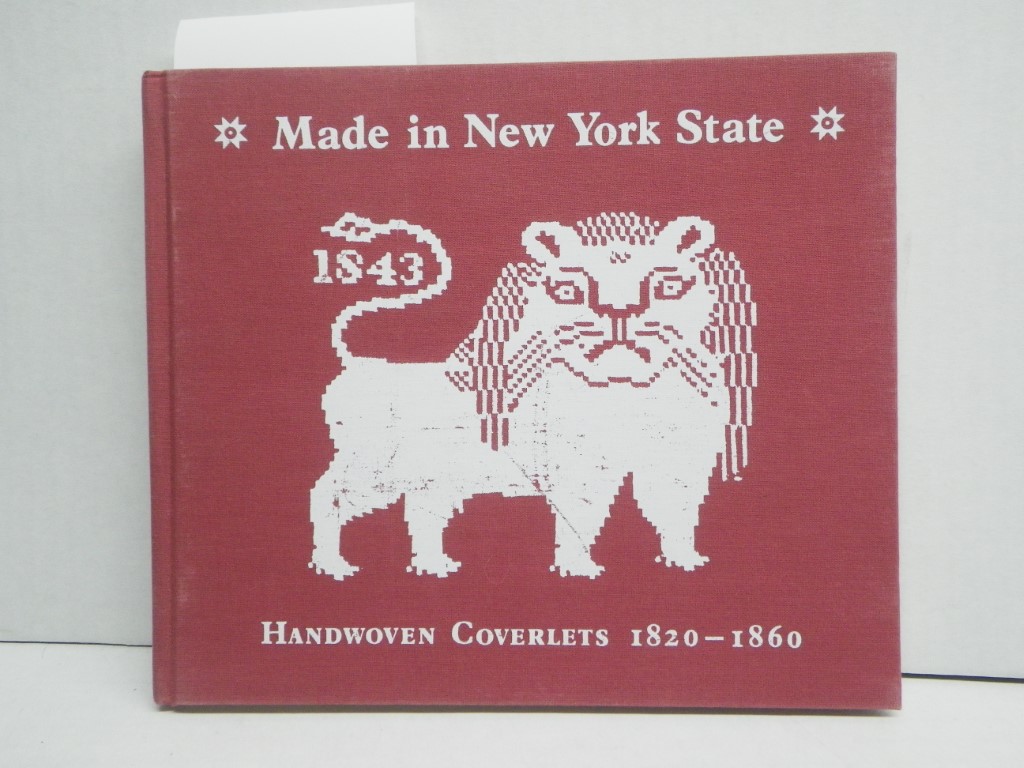 Made in New York State
1843
HANDWOVEN COVERLETS 1820–1860